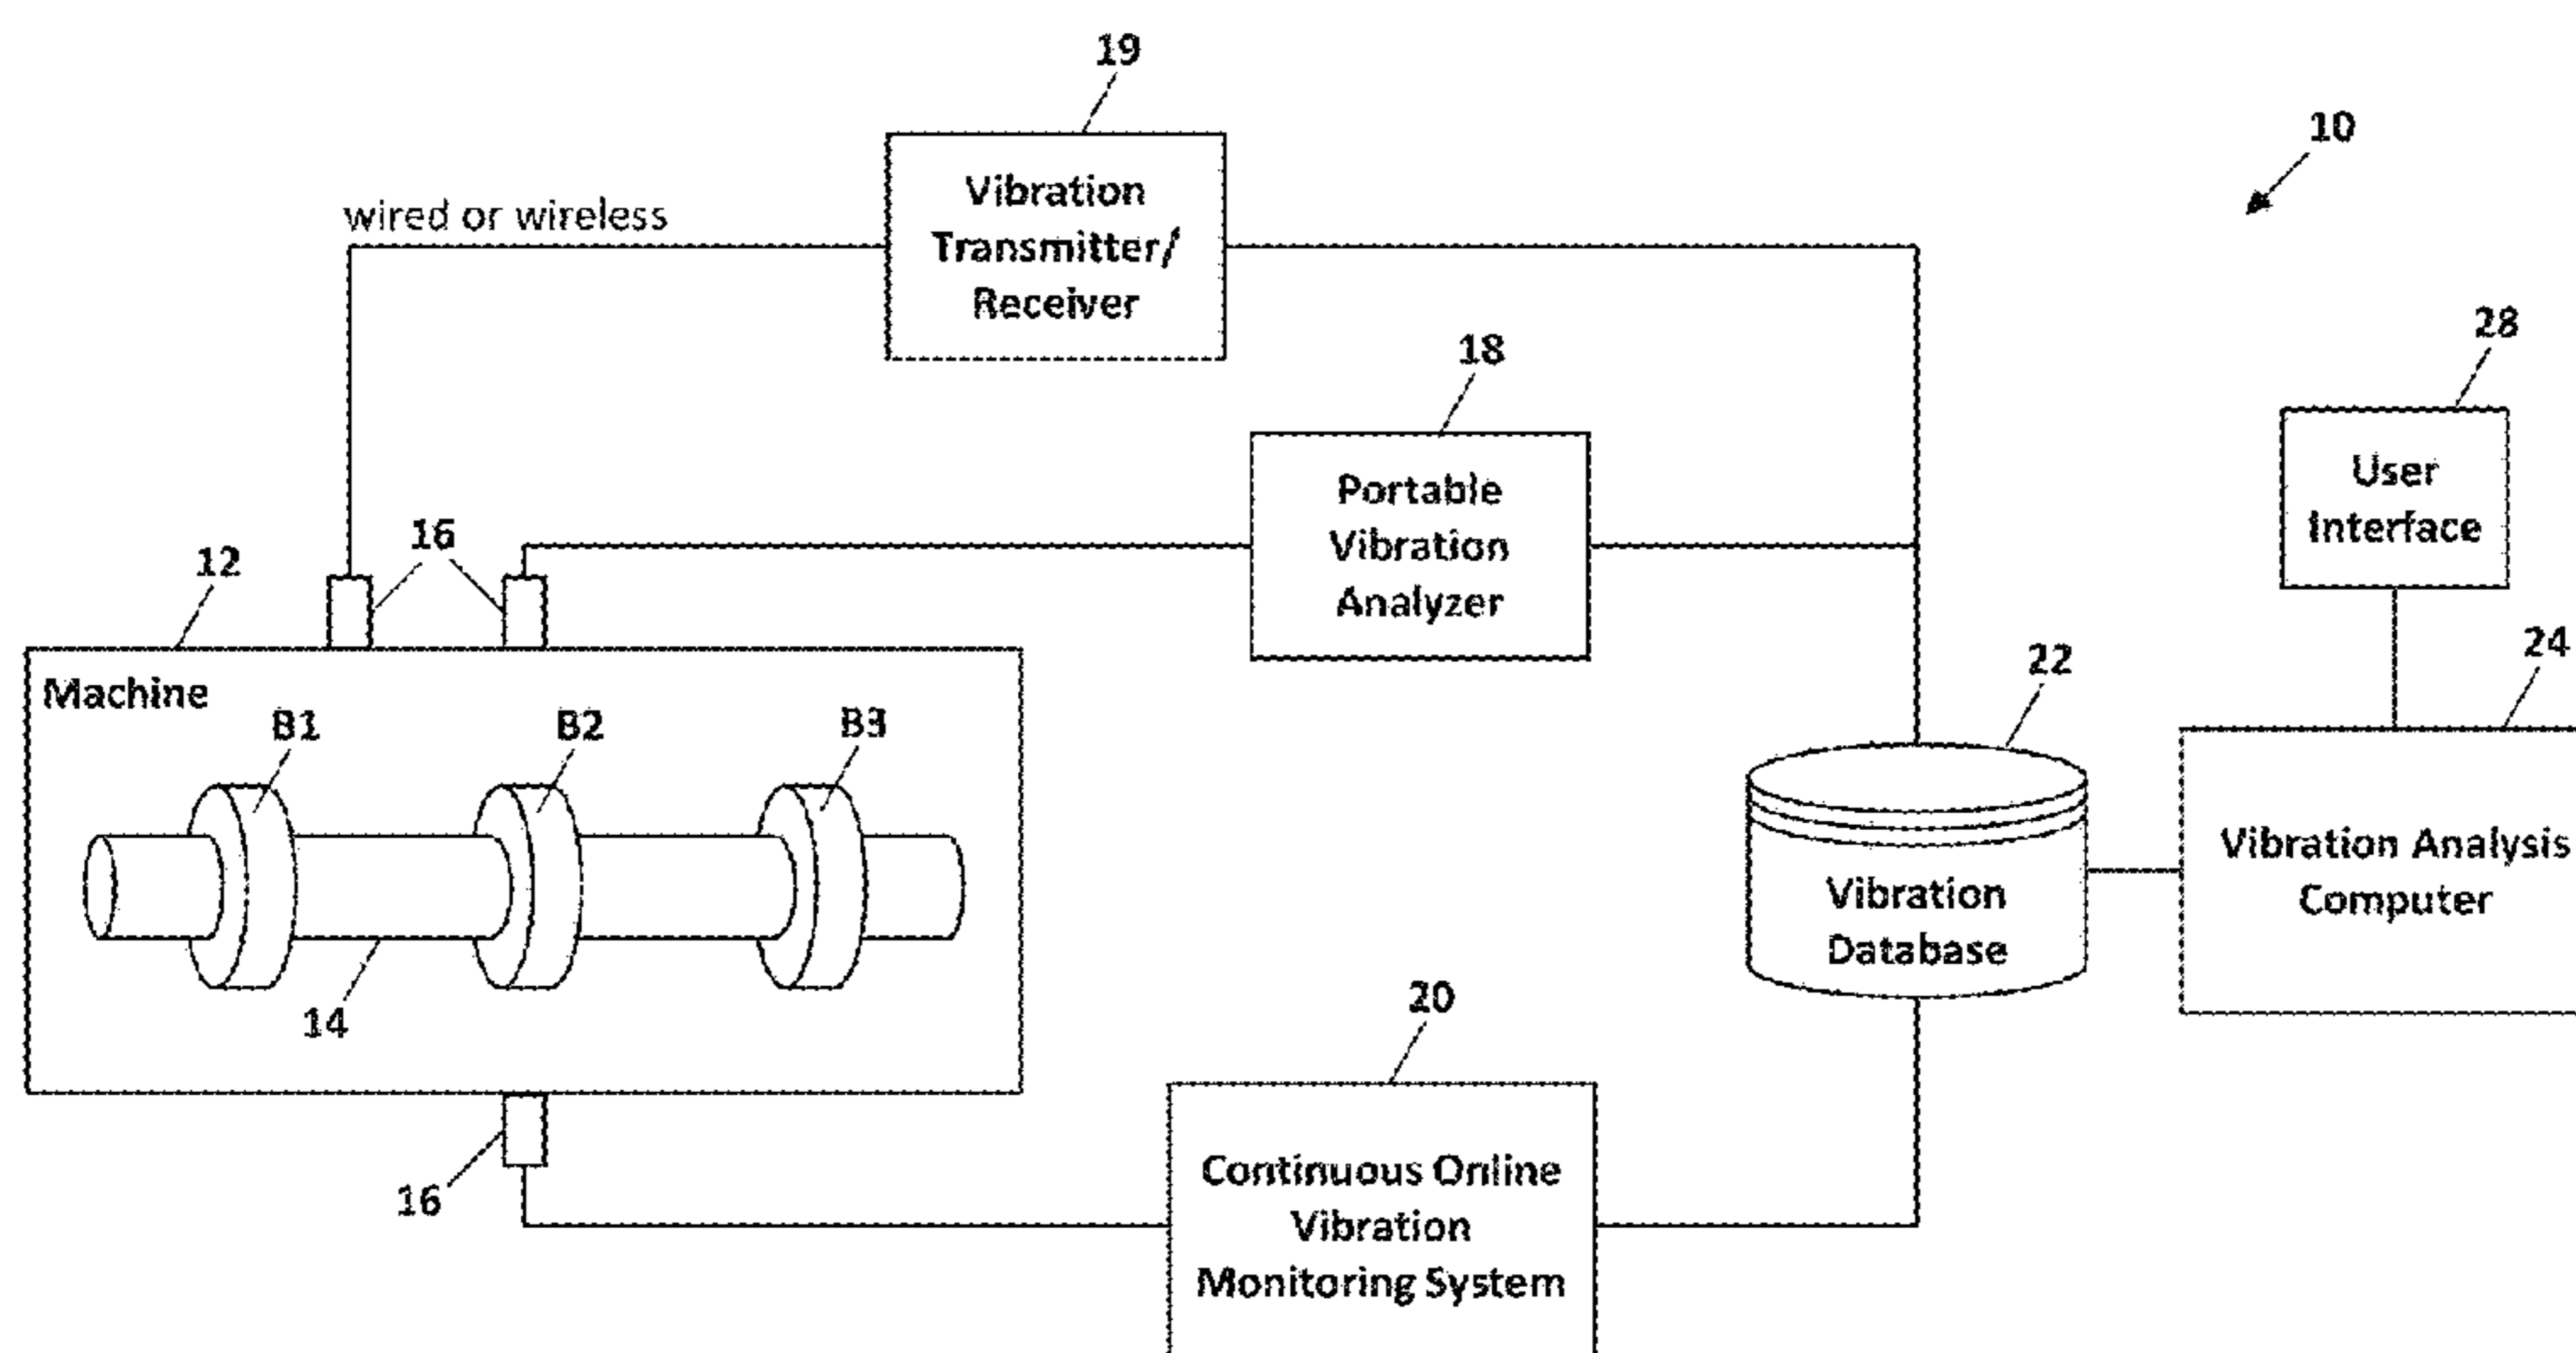 19
10
Vibration
Transmitter/
Receiver
wired or wireless
28
18
User
Interface
Portable
Vibration
Analyzer
16
12
24
22
Machine
B1
B2
B3
Vibration Analysis
Computer
Vibration
Database
14
20
16
Continuous Online
Vibration
Monitoring System